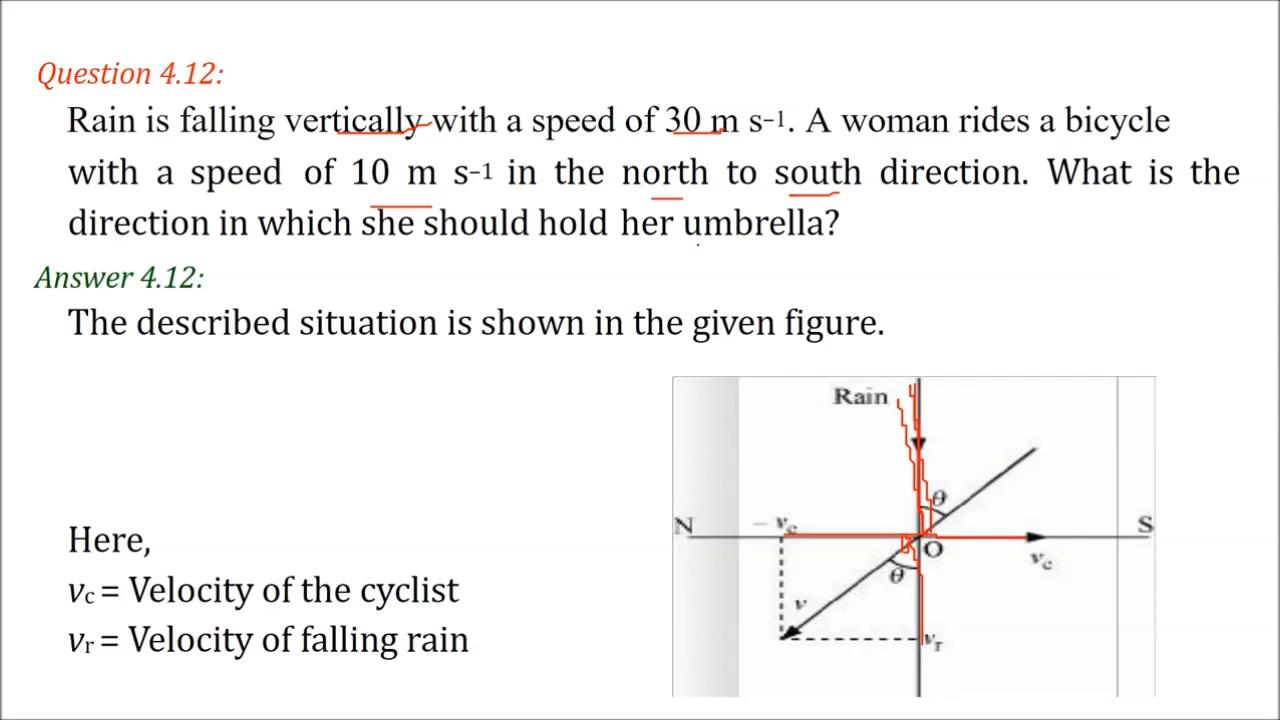 Question 4.12:
Rain is falling vertically with a speed of 30 m s–1. A woman rides a bicycle
with a speed of 10 m s–1 in the north to south direction. What is the
direction in which she should hold her umbrella?
Answer 4.12:
The described situation is shown in the given figure.
Rain
θ
N
– vc
O
S
vc
θ
v
vr
Here,
vc = Velocity of the cyclist
vr = Velocity of falling rain